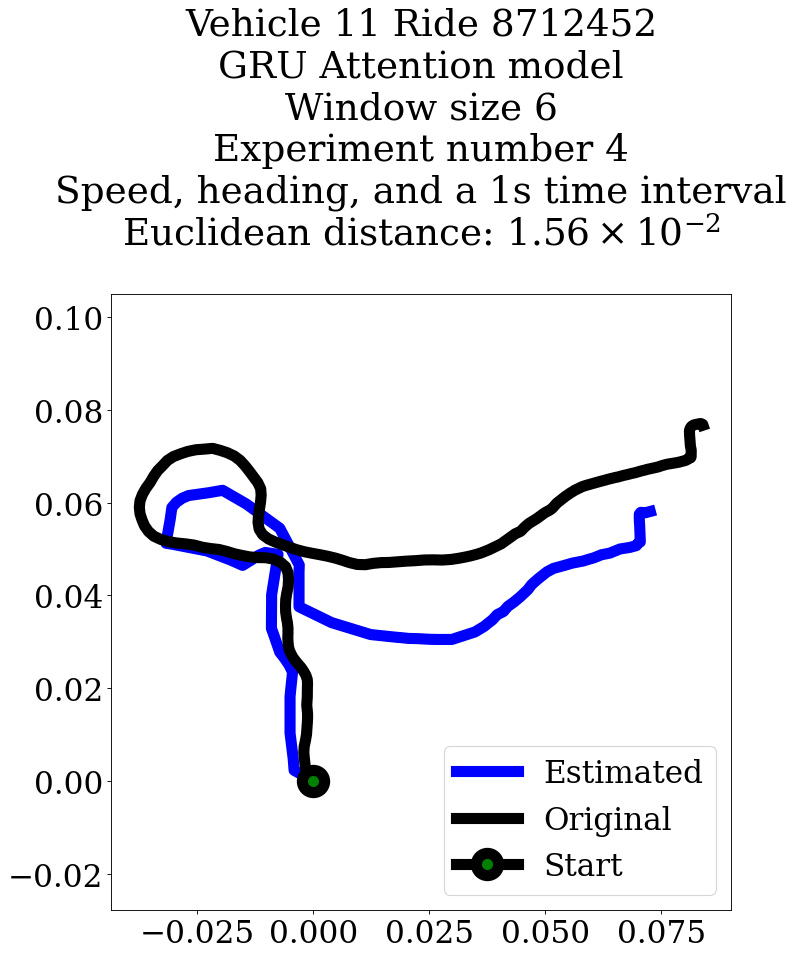 Vehicle 11 Ride 8712452
GRU Attention model
Window size 6
Experiment number 4
Speed, heading, and a 1s time interval
Euclidean distance: 1.56 × 10⁻²
0.10
0.08
0.06
0.04
0.02
0.00
−0.02
Estimated
Original
Start
−0.025 0.000 0.025 0.050 0.075